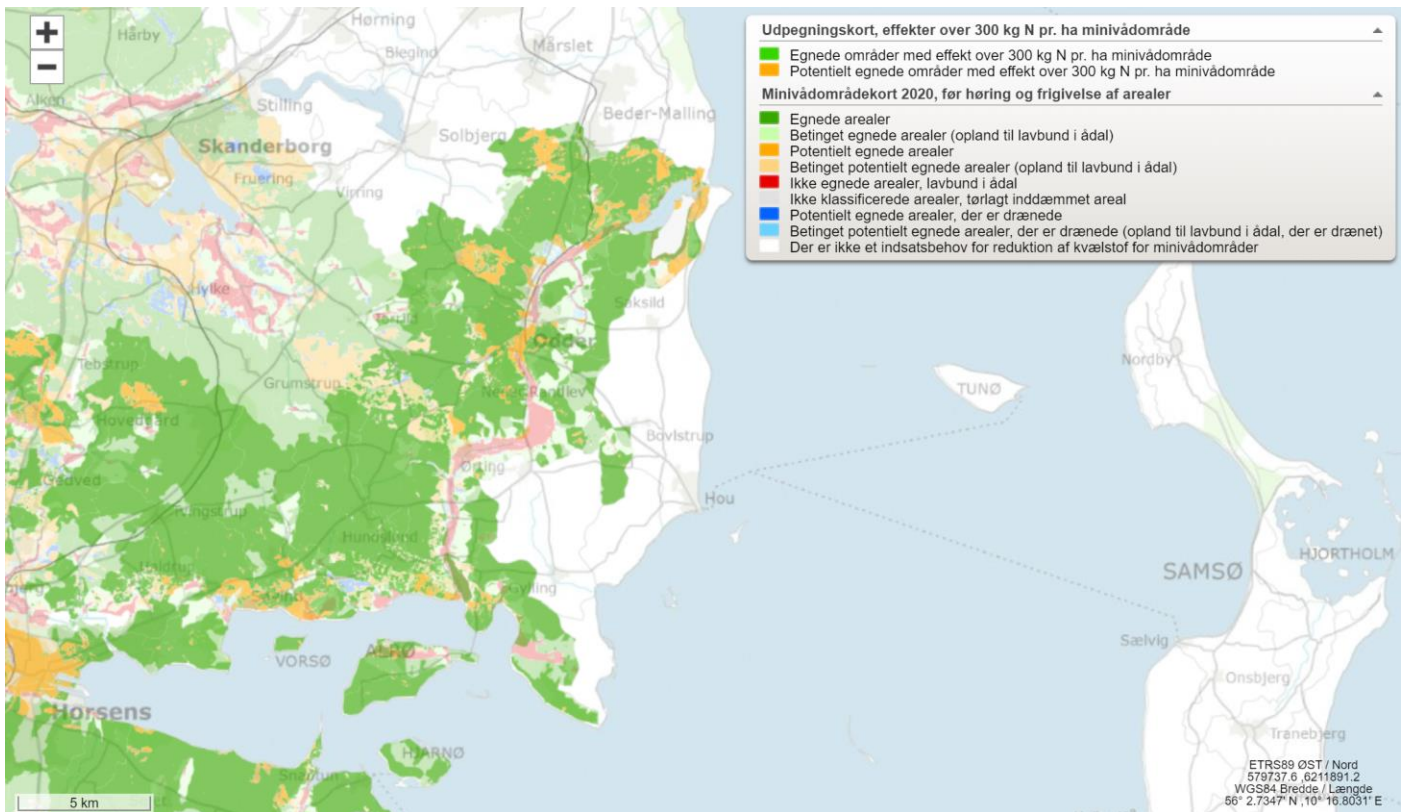 +
−
Udpegningskort, effekter over 300 kg N pr. ha minivådområde
Egnede områder med effekt over 300 kg N pr. ha minivådområde
Potentielt egnede områder med effekt over 300 kg N pr. ha minivådområde
Minivådområdekort 2020, før høring og frigivelse af arealer
Egnede arealer
Betinget egnede arealer (opland til lavbund i ådal)
Potentielt egnede arealer
Betinget potentielt egnede arealer (opland til lavbund i ådal)
Ikke egnede arealer, lavbund i ådal
Ikke klassificerede arealer, tørlagt inddæmmet areal
Potentielt egnede arealer, der er drænede
Betinget potentielt egnede arealer, der er drænede (opland til lavbund i ådal, der er drænet)
Der er ikke et indsatsbehov for reduktion af kvælstof for minivådområder
Hørning
Hårby
Blegind
Mårslet
Alken
Stilling
Beder-Malling
Solbjerg
Skanderborg
Fruering
Virring
Hylke
Saksild
Odder
Tebstrup
Nordby
Grumstrup
TUNØ
Hovedgård
Bovlstrup
Ørting
Gedved
Hou
Hundslund
HJORTHOLM
SAMSØ
Haldrup
Gylling
Sælvig
ALRØ
VORSØ
Onsbjerg
Horsens
Tranebjerg
HJARNØ
Snaptun
5 km
ETRS89 ØST / Nord
579737.6 ,6211891.2
WGS84 Bredde / Længde
56° 2.7347' N ,10° 16.8031' E